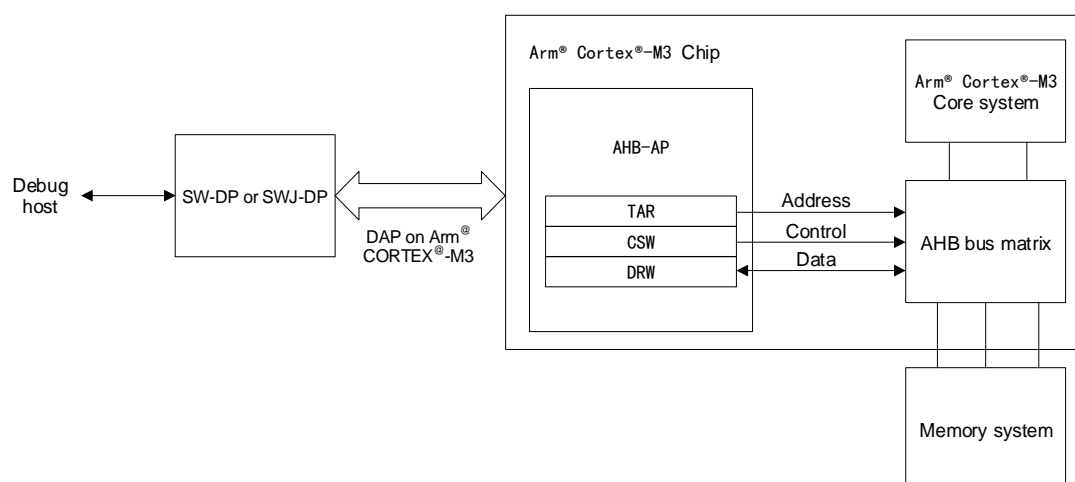 Debug
host
SW-DP or SWJ-DP
DAP on Arm@
CORTEX@-M3
Arm® Cortex®-M3 Chip
AHB-AP
TAR
CSW
DRW
Address
Control
Data
Arm® Cortex®-M3
Core system
AHB bus matrix
Memory system